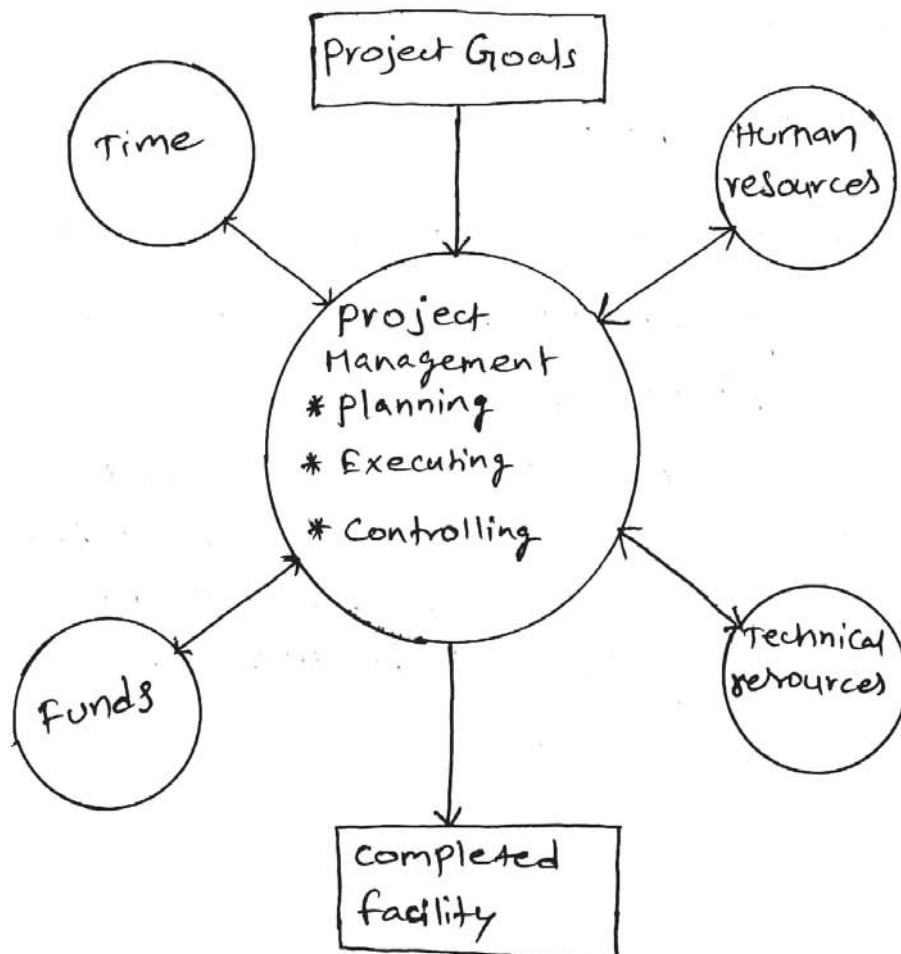 Project Goals
Time
Human
resources
Project
Management
* Planning
* Executing
* Controlling
Funds
Technical
resources
Completed
facility